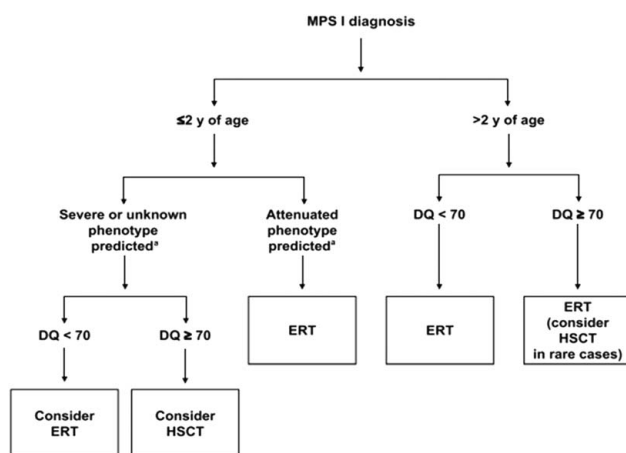 MPS I diagnosis
≤2 y of age
>2 y of age
Severe or unknown
phenotype
predictedᵃ
Attenuated
phenotype
predictedᵃ
DQ < 70
DQ ≥ 70
DQ < 70
DQ ≥ 70
ERT
ERT
ERT
(consider
HSCT
in rare cases)
Consider
ERT
Consider
HSCT